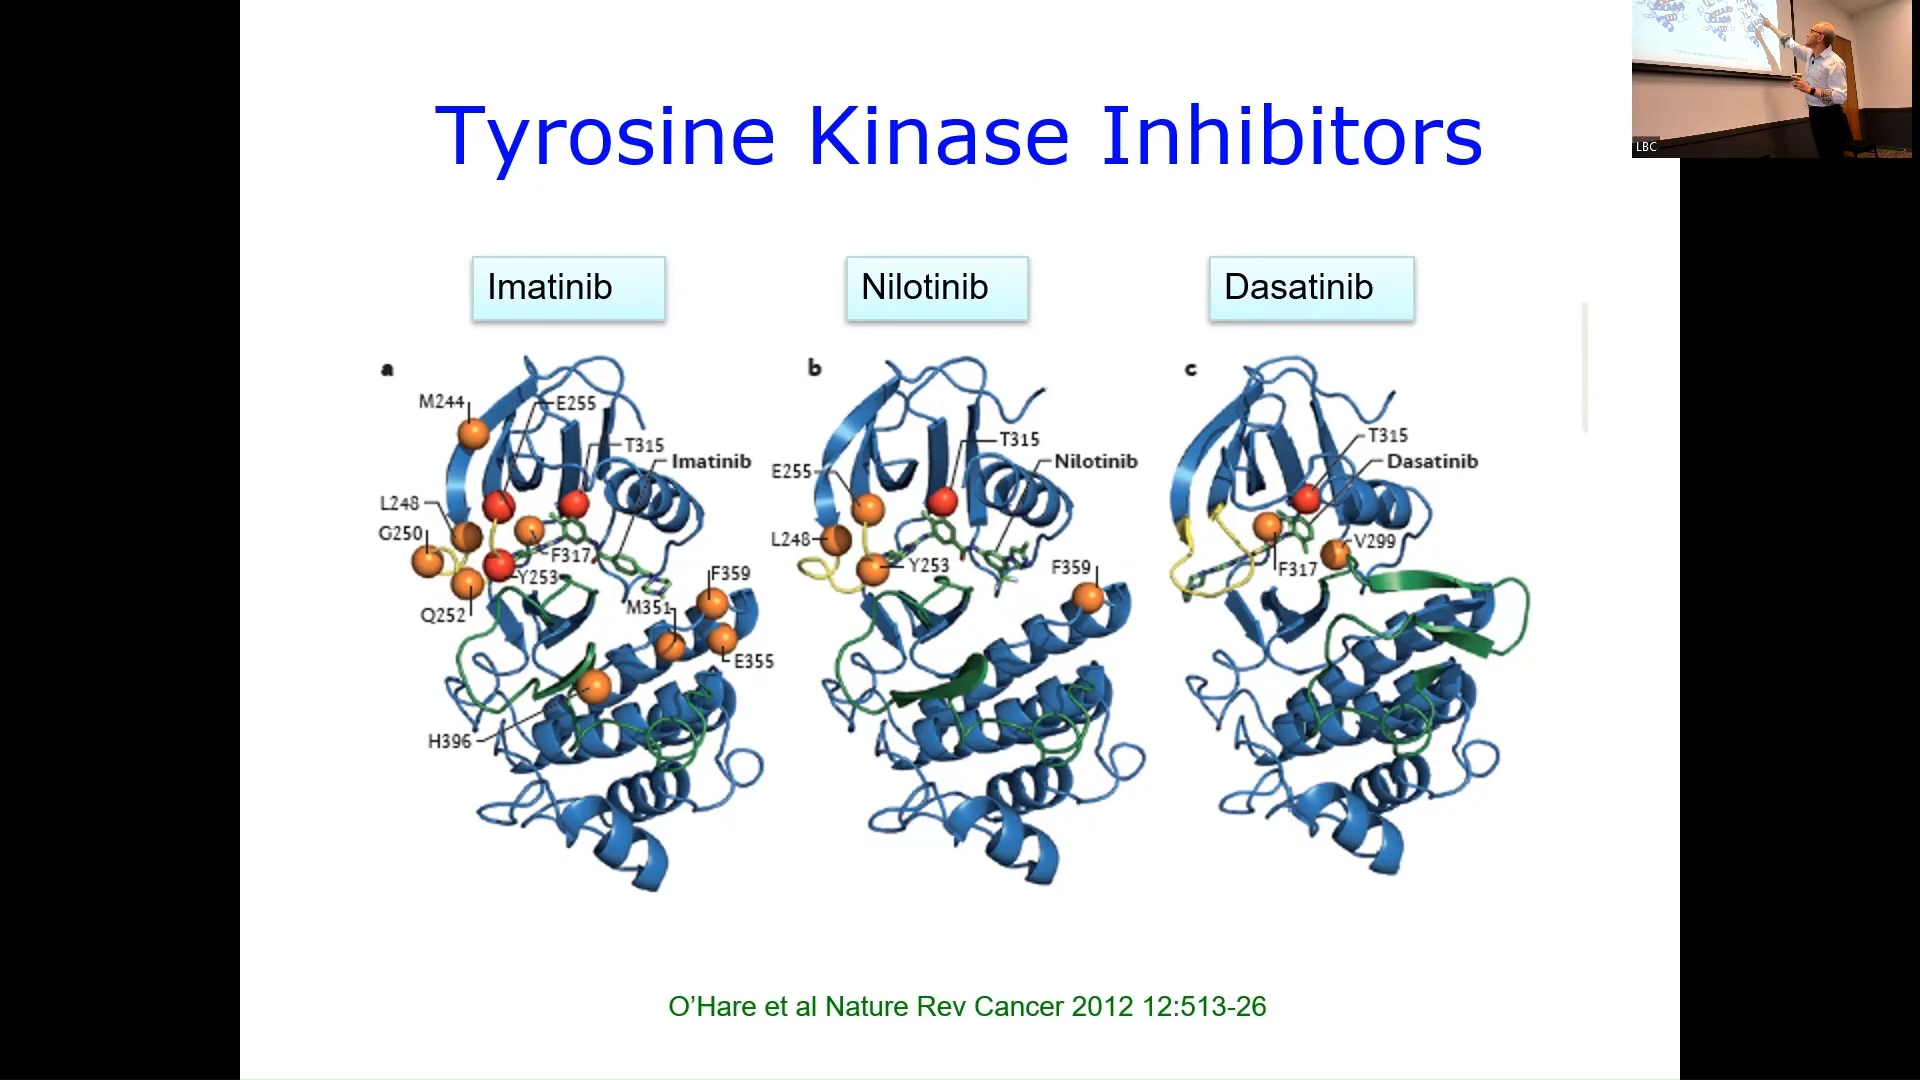 Tyrosine Kinase Inhibitors
LBC
Imatinib
Nilotinib
Dasatinib
a
M244
E255
T315
Imatinib
L248
G250
F317
Y253
Q252
F359
M351
E355
H396
b
T315
E255
Nilotinib
L248
Y253
F359
c
T315
Dasatinib
V299
F317
O’Hare et al Nature Rev Cancer 2012 12:513-26